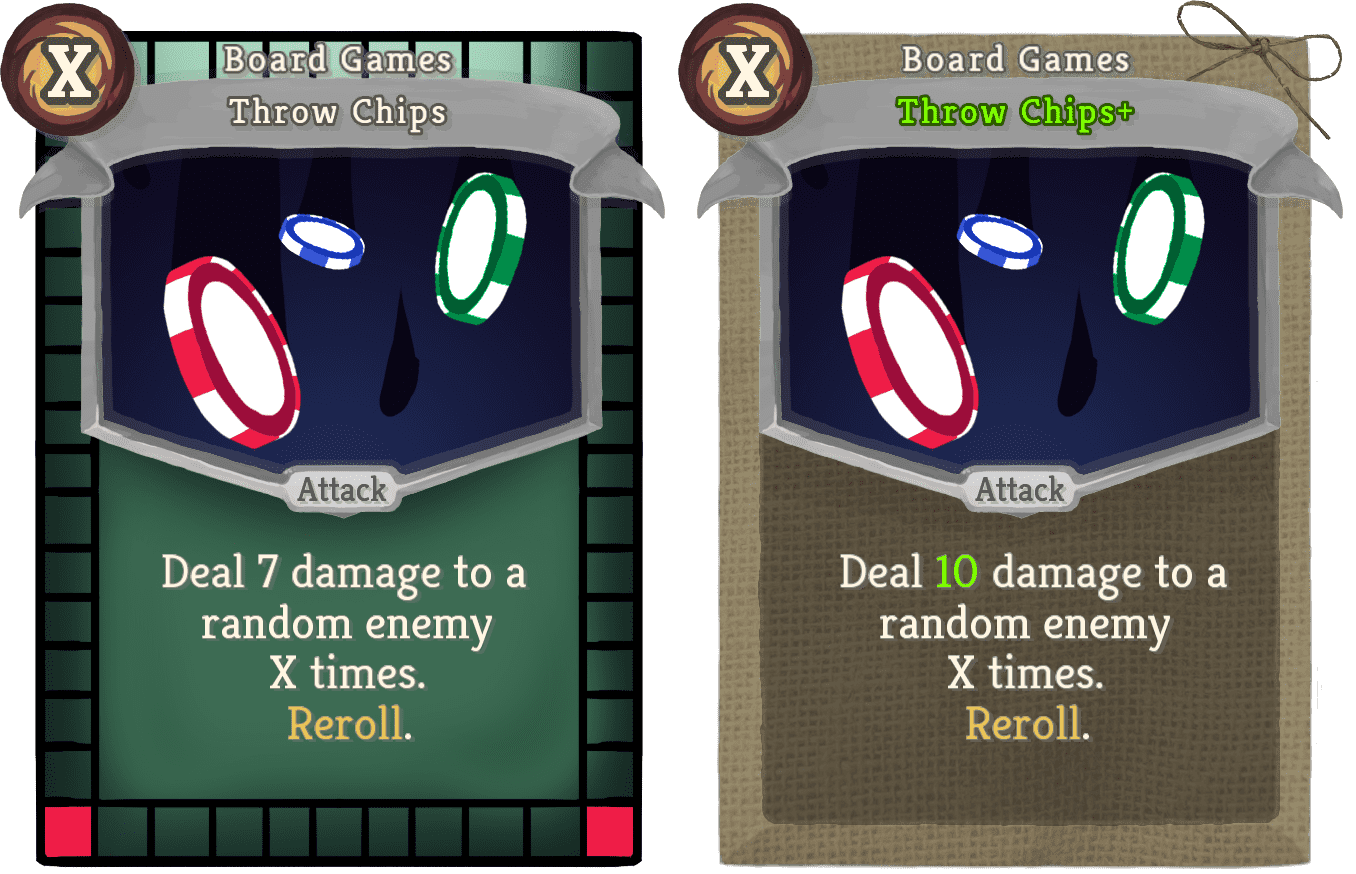 X
Board Games
Throw Chips
Attack
Deal 7 damage to a
random enemy
X times.
Reroll.
X
Board Games
Throw Chips+
Attack
Deal 10 damage to a
random enemy
X times.
Reroll.